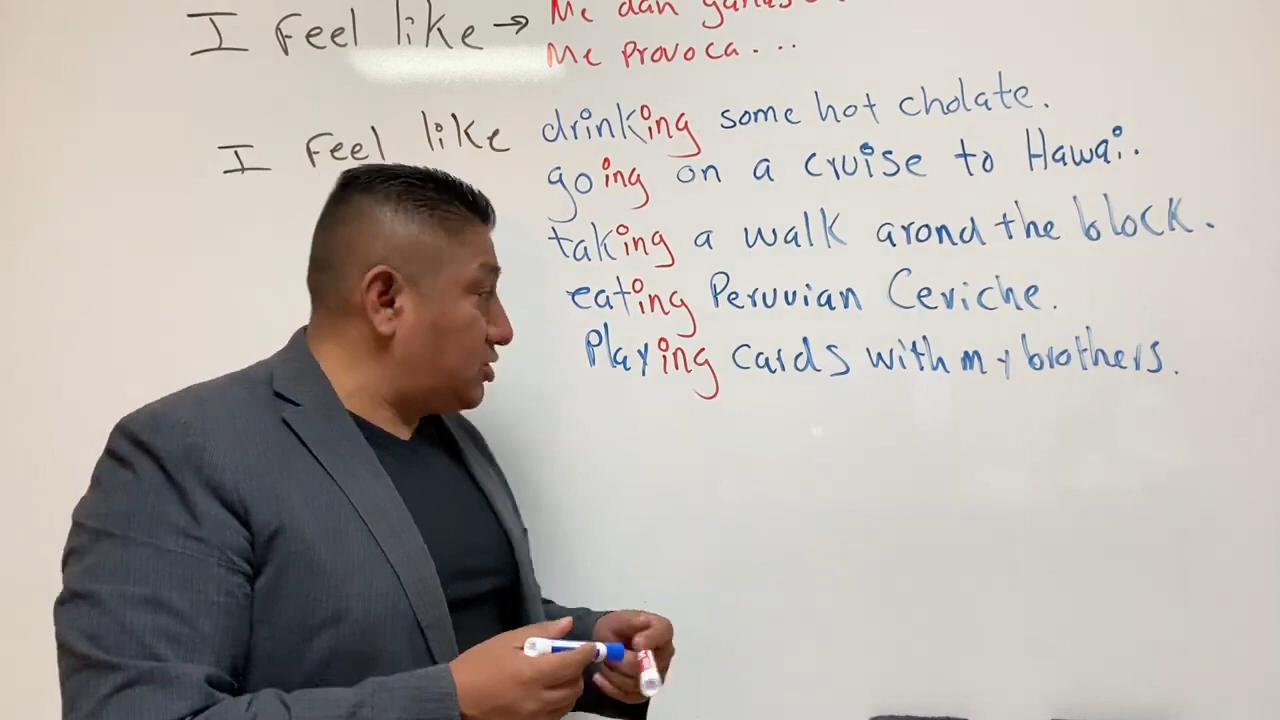 I Feel like → Me dan ganas
Me provoca...
I Feel like drinking some hot cholate.
going on a cruise to Hawai.
taking a walk arond the block.
eating Peruvian Ceviche.
Playing cards with my brothers.